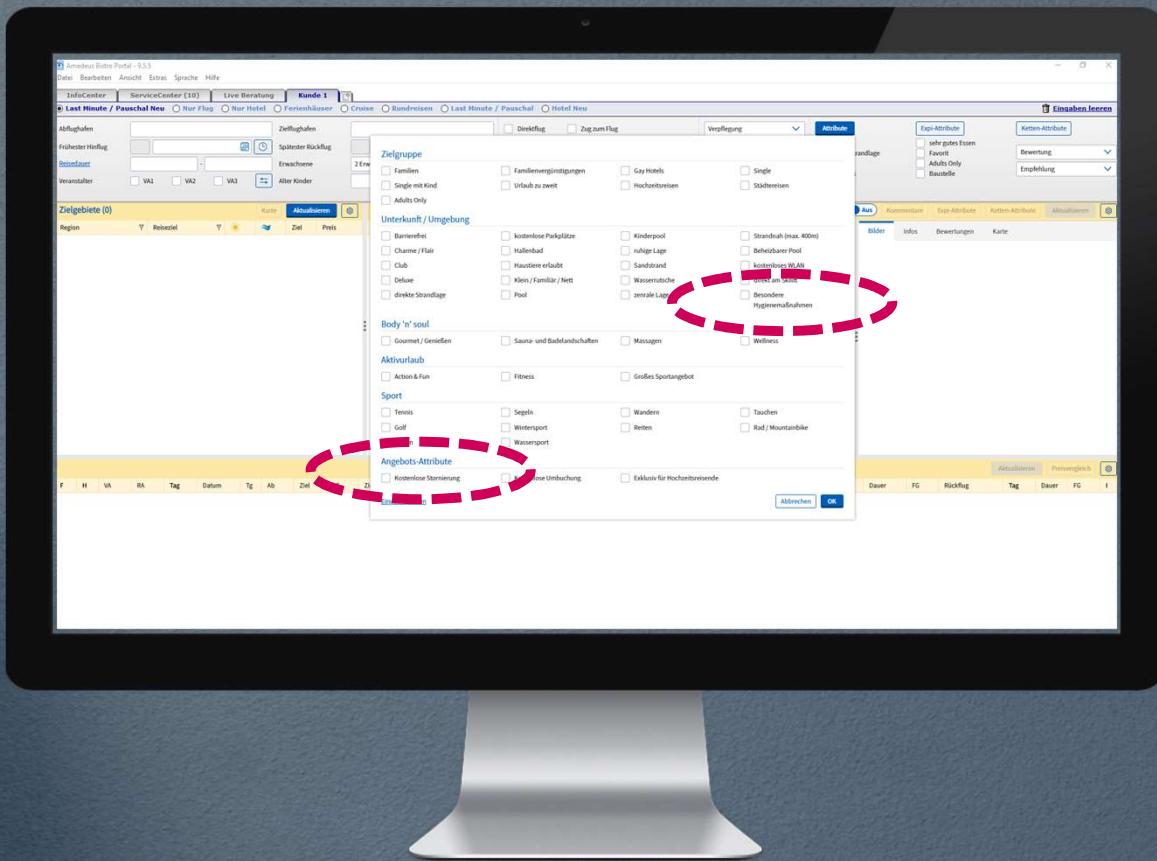 Amadeus Bistro Portal - 9.5.5
Datei Bearbeiten Ansicht Extras Sprache Hilfe
InfoCenter ServiceCenter (10) Live Beratung Kunde 1
Last Minute / Pauschal Neu Nur Flug Nur Hotel Ferienhäuser Cruise Rundreisen Last Minute / Pauschal Hotel Neu Eingaben leeren
Abflughafen Zielflughafen Direktflug Zug zum Flug Verpflegung Attribute Expi-Attribute Ketten-Attribute
Frühester Hinflug Spätester Rückflug sehr gutes Essen
Favorit Bewertung
Reisedauer - Erwachsene 2 Erw Adults Only
Baustelle Empfehlung
Veranstalter VA1 VA2 VA3 Alter Kinder
Zielgebiete (0) Karte Aktualisieren Aus Kommentare Expi-Attribute Ketten-Attribute Aktualisieren
Region Reiseziel Ziel Preis Bilder Infos Bewertungen Karte
Zielgruppe
Familien Familienvergünstigungen Gay Hotels Single
Single mit Kind Urlaub zu zweit Hochzeitsreisen Städtereisen
Adults Only
Unterkunft / Umgebung
Barrierefrei kostenlose Parkplätze Kinderpool Strandnah (max. 400m)
Charme / Flair Hallenbad ruhige Lage Beheizbarer Pool
Club Haustiere erlaubt Sandstrand kostenloses WLAN
Deluxe Klein / Familiär / Nett Wasserrutsche direkt am Skilift
direkte Strandlage Pool zenrale Lage Besondere
Hygienemaßnahmen
Body 'n' soul
Gourmet / Genießen Sauna- und Badelandschaften Massagen Wellness
Aktivurlaub
Action & Fun Fitness Großes Sportangebot
Sport
Tennis Segeln Wandern Tauchen
Golf Wintersport Reiten Rad / Mountainbike
Wassersport
Angebots-Attribute
Kostenlose Stornierung Umbuchung Exklusiv für Hochzeitsreisende
Abbrechen OK
Aktualisieren Preisvergleich
F H VA RA Tag Datum Tg Ab Ziel Dauer FG Rückflug Tag Dauer FG